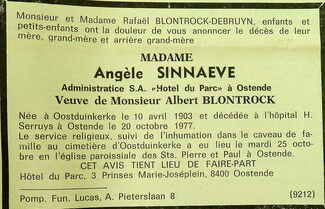 Monsieur et Madame Rafaël BLONTROCK-DEBRUYN, enfants et
petits-enfants ont la douleur de vous anonncer le décès de leur
mère, grand-mère et arrière grand-mère
MADAME
Angèle SINNAEVE
Administratice S.A. «Hotel du Parc» à Ostende
Veuve de Monsieur Albert BLONTROCK
Née à Oostduinkerke le 10 avril 1903 et décédée à l'hôpital H.
Serruys à Ostende le 20 octobre 1977.
Le service religieux, suivi de l'inhumation dans le caveau de fa-
mille au cimetière d'Oostduinkerke a eu lieu le mardi 25 octo-
bre en l'église paroissiale des Sts. Pierre et Paul à Ostende.
CET AVIS TIENT LIEU DE FAIRE-PART
Hôtel du Parc, 3 Prinses Marie-Joséplein, 8400 Oostende
Pomp. Fun. Lucas, A. Pieterslaan 8 (9212)